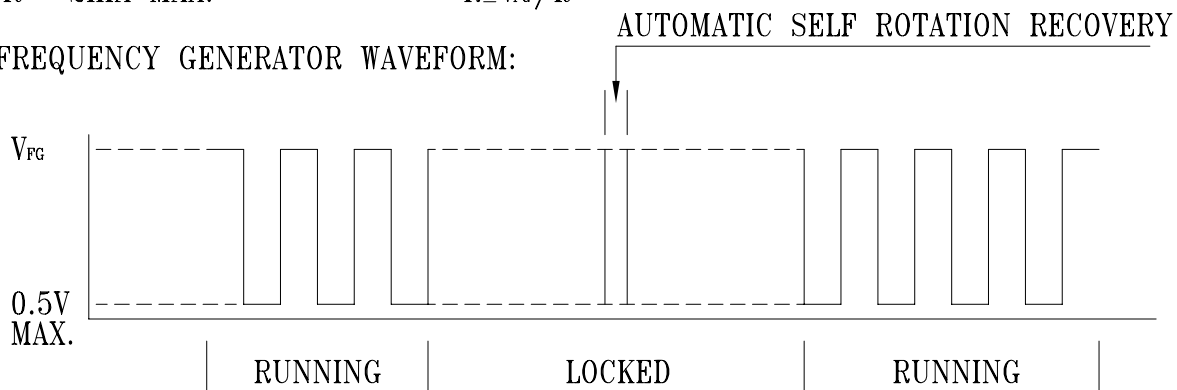 AUTOMATIC SELF ROTATION RECOVERY
FREQUENCY GENERATOR WAVEFORM:
VFG
0.5V
MAX.
RUNNING LOCKED RUNNING